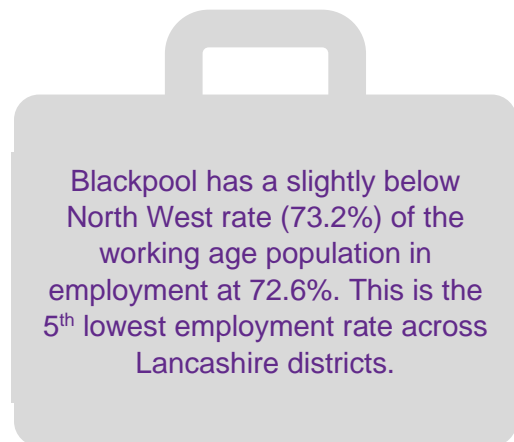 Blackpool has a slightly below
North West rate (73.2%) of the
working age population in
employment at 72.6%. This is the
5th lowest employment rate across
Lancashire districts.